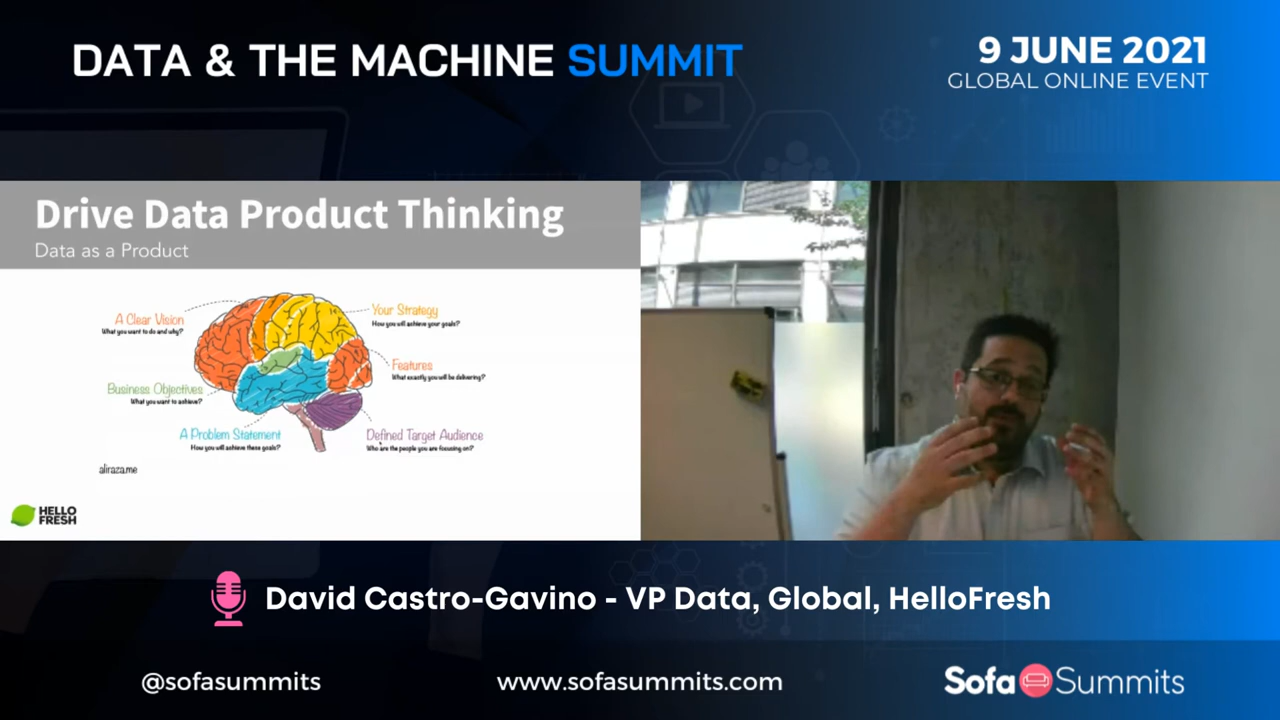 DATA & THE MACHINE SUMMIT
9 JUNE 2021
GLOBAL ONLINE EVENT
Drive Data Product Thinking
Data as a Product
A Clear Vision
What you want to do and why?
Your Strategy
How you will achieve your goals?
Features
What exactly you will be delivering?
Business Objectives
What you want to achieve?
A Problem Statement
How you will achieve these goals?
Defined Target Audience
Who are the people you are focusing on?
aliraza.me
HELLO
FRESH
David Castro-Gavino - VP Data, Global, HelloFresh
@sofasummits
www.sofasummits.com
Sofa Summits